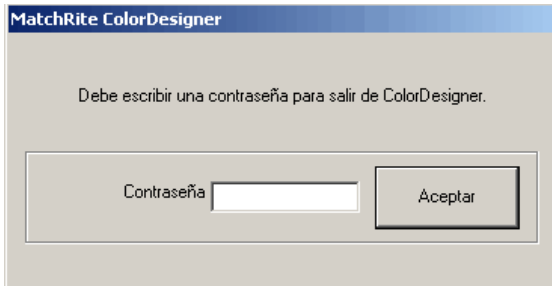 MatchRite ColorDesigner
Debe escribir una contraseña para salir de ColorDesigner.
Contraseña
Aceptar